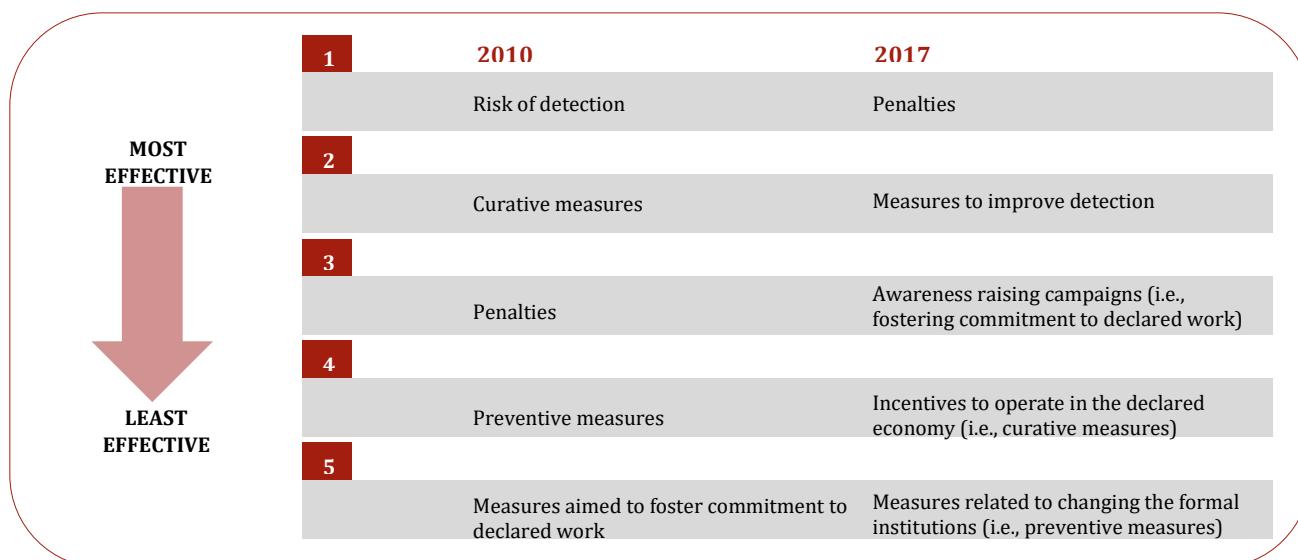 1
2010
2017
Risk of detection
Penalties
MOST
EFFECTIVE
2
Curative measures
Measures to improve detection
3
Penalties
Awareness raising campaigns (i.e.,
fostering commitment to declared work)
4
Preventive measures
Incentives to operate in the declared
economy (i.e., curative measures)
LEAST
EFFECTIVE
5
Measures aimed to foster commitment to
declared work
Measures related to changing the formal
institutions (i.e., preventive measures)